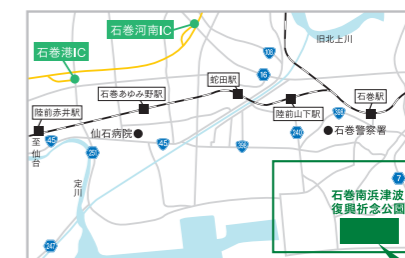 石巻河南IC
石巻港IC
旧北上川
108
16
蛇田駅
石巻あゆみ野駅
石巻駅
陸前赤井駅
陸前山下駅
398
仙石病院
石巻警察署
240
45
45
398
251
至仙台
定川
7
石巻南浜津波
復興祈念公園
247